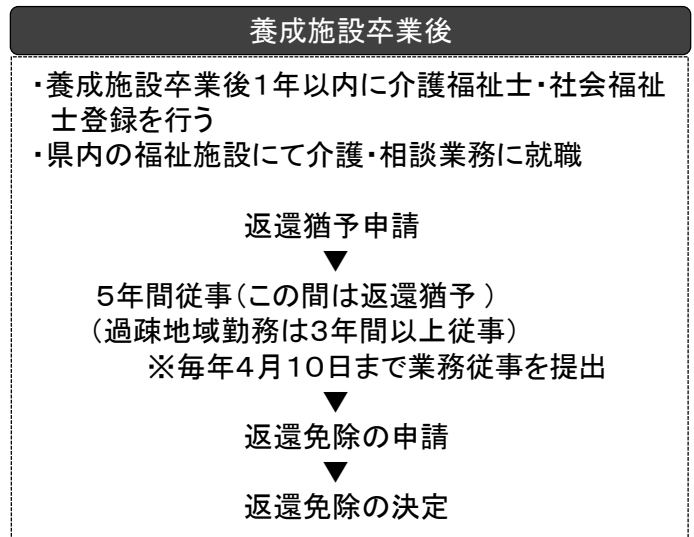 養成施設卒業後
・養成施設卒業後１年以内に介護福祉士・社会福祉
士登録を行う
・県内の福祉施設にて介護・相談業務に就職
返還猶予申請
▼
５年間従事（この間は返還猶予 ）
（過疎地域勤務は３年間以上従事）
※毎年４月１０日まで業務従事を提出
▼
返還免除の申請
▼
返還免除の決定